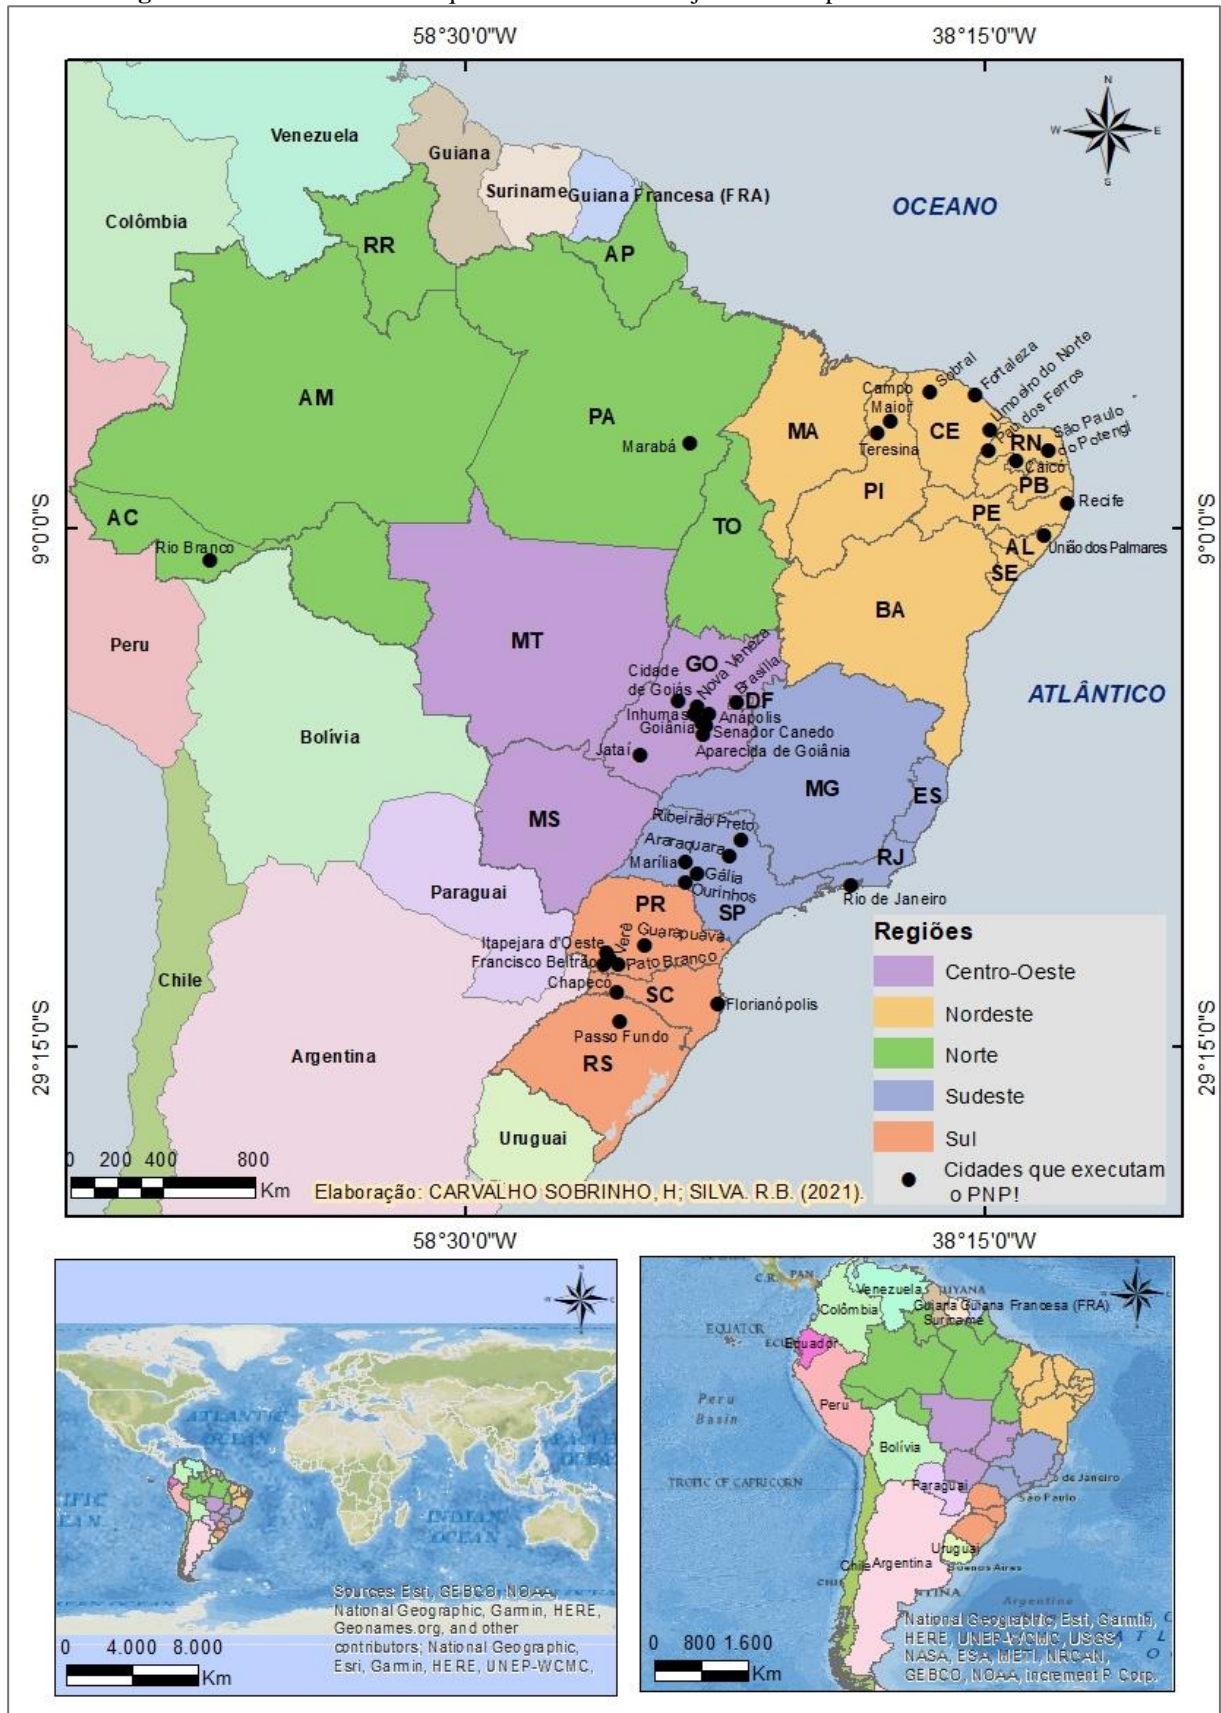 58°30'0"W
38°15'0"W
Venezuela
Guiana
Suriname
Guiana Francesa (FRA)
Colômbia
N
W
E
S
OCEANO
RR
AP
AM
PA
Marabá
MA
Campo
Maior
Teresina
Sobral
Fortaleza
Limoeiro do Norte
Pau dos Ferros
CE
RN
São Paulo
do Potengi
Caicó
PB
PI
PE
Recife
AC
Rio Branco
TO
AL
União dos Palmares
SE
9°0'0"S
9°0'0"S
BA
Peru
MT
GO
Nova Veneza
Brasília
DF
Cidade
de Goiás
Inhumas
Anápolis
Goiânia
Senador Canedo
Aparecida de Goiânia
Jataí
ATLÂNTICO
Bolívia
MG
ES
MS
Ribeirão Preto
Araraquara
Marília
Gália
Ourinhos
RJ
Rio de Janeiro
SP
Paraguai
PR
Guarapuava
Verê
Itapejara d'Oeste
Francisco Beltrão
Pato Branco
Chapecó
SC
Florianópolis
Passo Fundo
RS
Chile
Argentina
Uruguai
29°15'0"S
29°15'0"S
Regiões
Centro-Oeste
Nordeste
Norte
Sudeste
Sul
Cidades que executam
o PNP!
0 200 400 800
Km
Elaboração: CARVALHO SOBRINHO, H; SILVA. R.B. (2021).
58°30'0"W
38°15'0"W
ATLANTIC
OCEAN
INDIAN
OCEAN
Sources: Esri, GEBCO, NOAA,
National Geographic, Garmin, HERE,
Geonames.org, and other
contributors; National Geographic,
Esri, Garmin, HERE, UNEP-WCMC,
0 4.000 8.000
Km
C.R.
PAN
Venezuela
Colômbia
Guiana
Guiana Francesa (FRA)
Suriname
EQUATOR
Ecuador
Peru
Basin
Peru
Bolívia
TROPIC OF CAPRICORN
Paraguai
o de Janeiro
São Paulo
Uruguai
Buenos Aires
Chile
Argentina
Argentina
National Geographic, Esri, Garmin,
HERE, UNEP-WCMC, USGS,
NASA, ESA, METI, NRCAN,
GEBCO, NOAA, increment P Corp.
0 800 1.600
Km